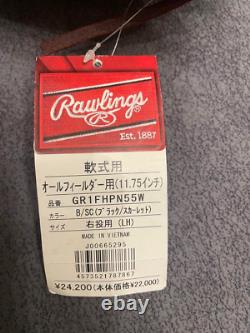 Rawlings
Est. 1887
軟式用
オールフィールダー用(11.75インチ)
品番 GR1FHPN55W
カラー B/SC(ブラック/スカーレット)
サイズ 右投用(LH)
MADE IN VIETNAM
J00665295
4573521787867
¥24,200(本体価格¥22,000)